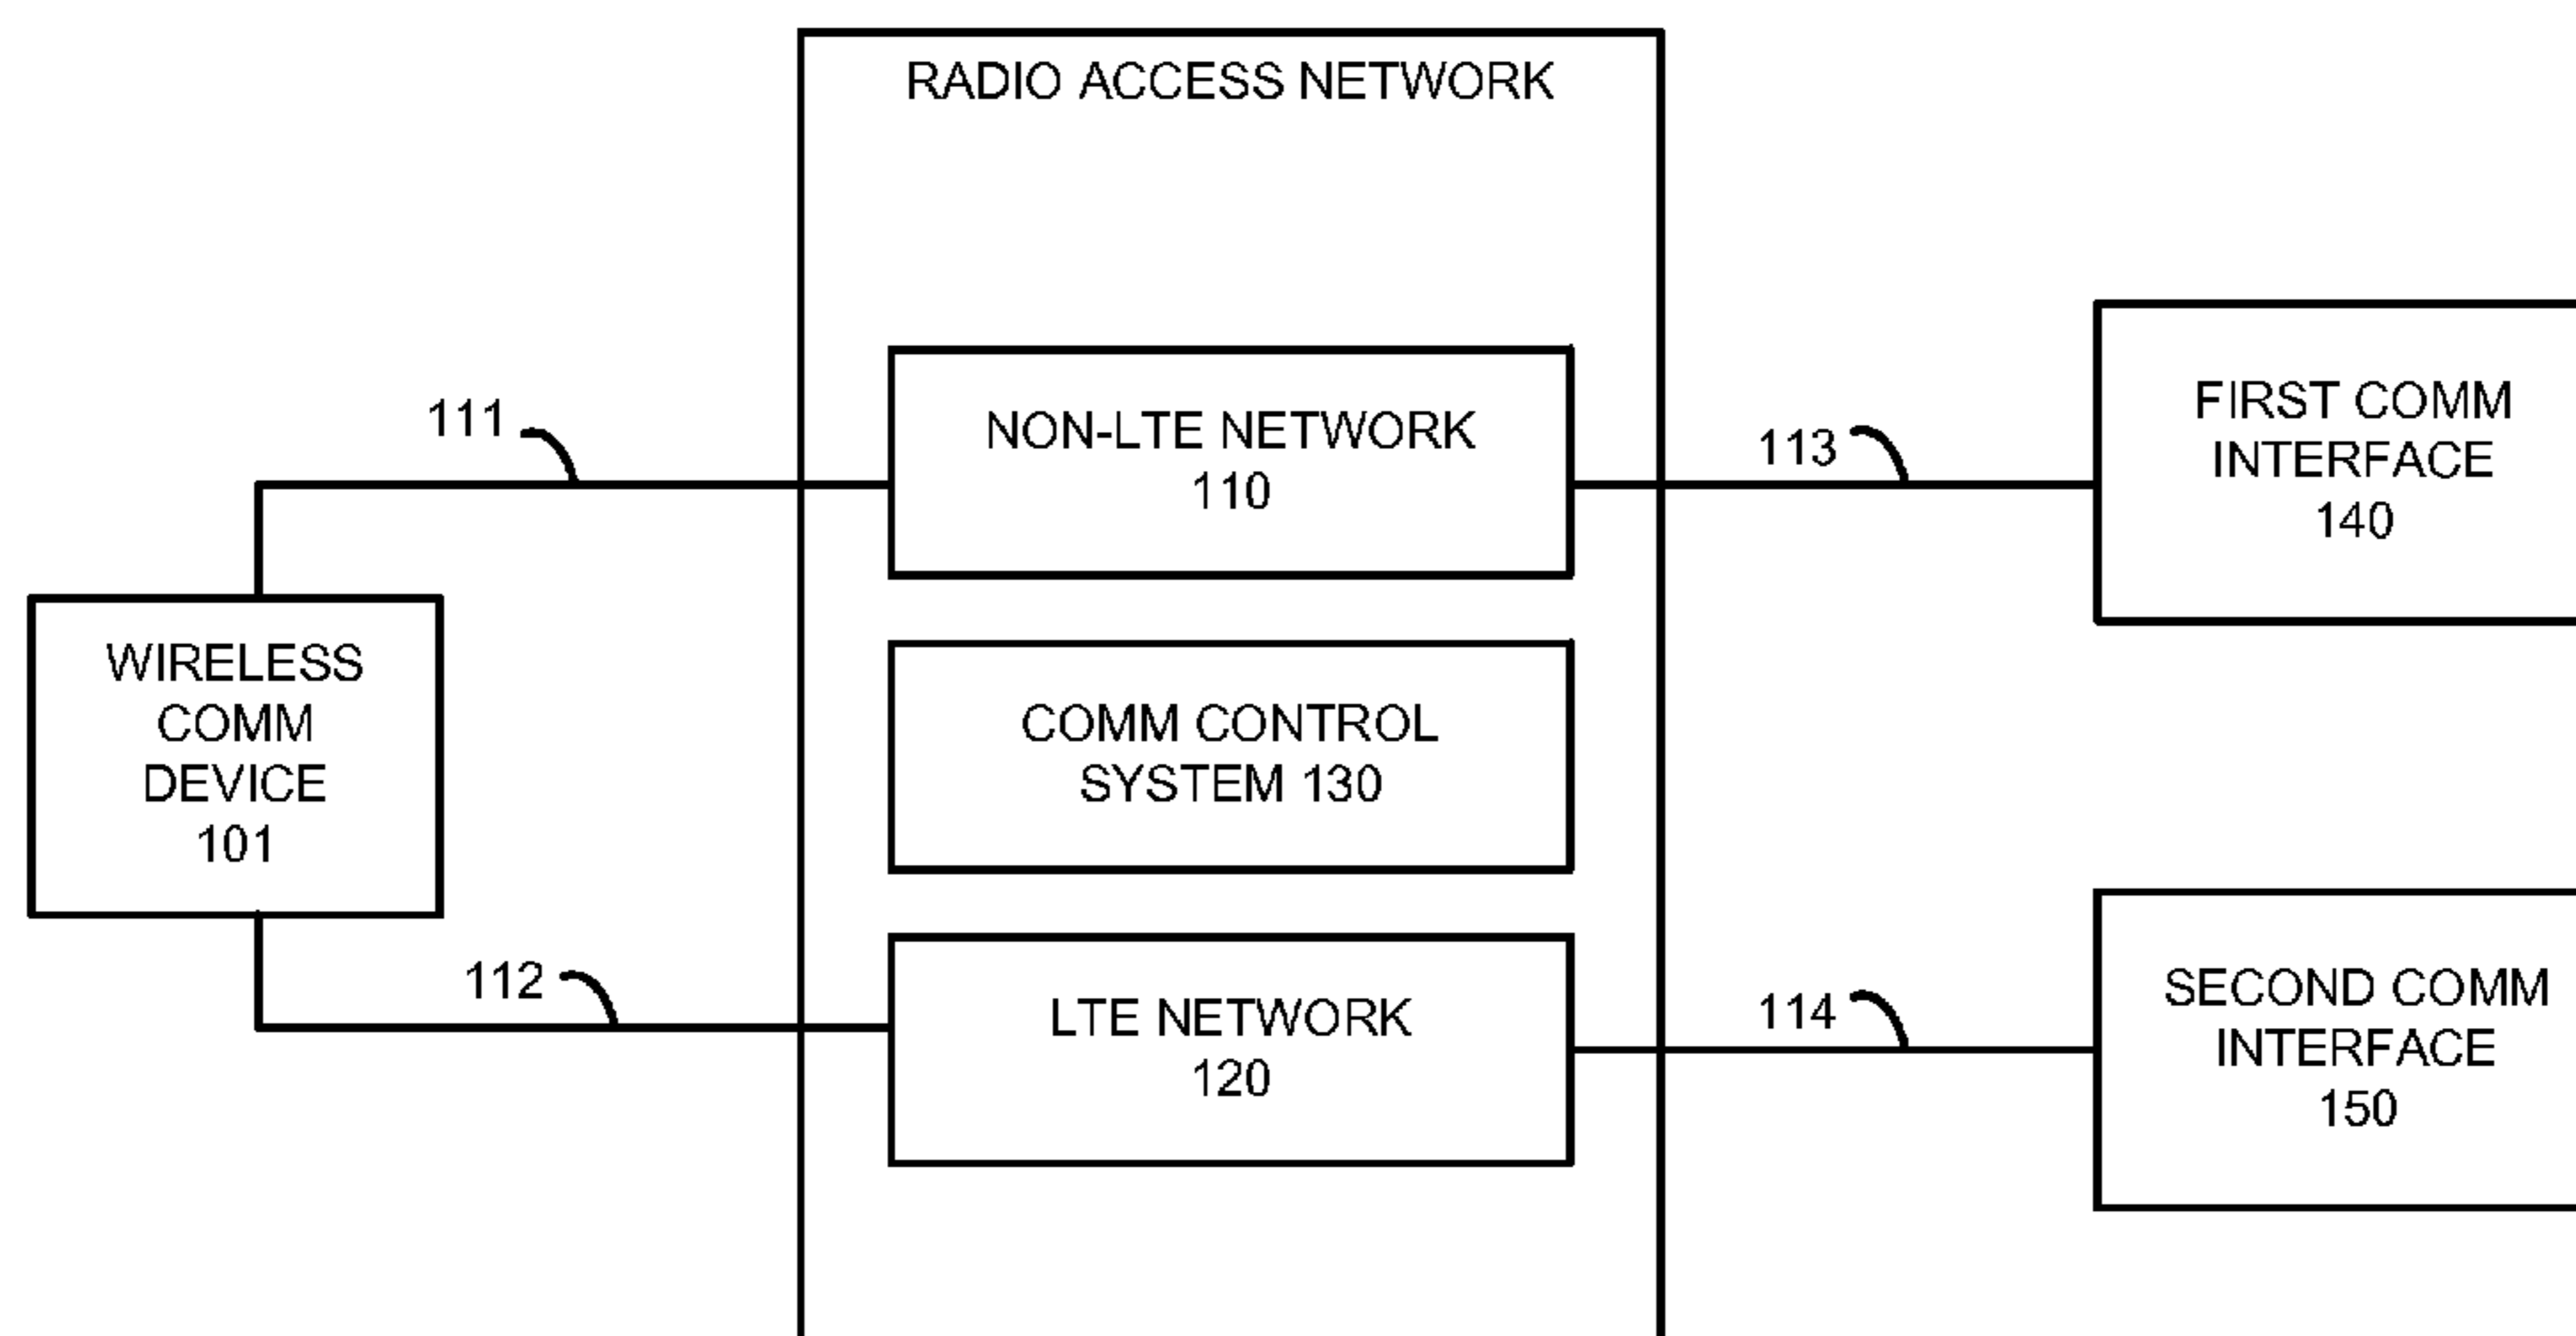 RADIO ACCESS NETWORK
111
NON-LTE NETWORK
110
113
FIRST COMM
INTERFACE
140
WIRELESS
COMM
DEVICE
101
COMM CONTROL
SYSTEM 130
112
LTE NETWORK
120
114
SECOND COMM
INTERFACE
150